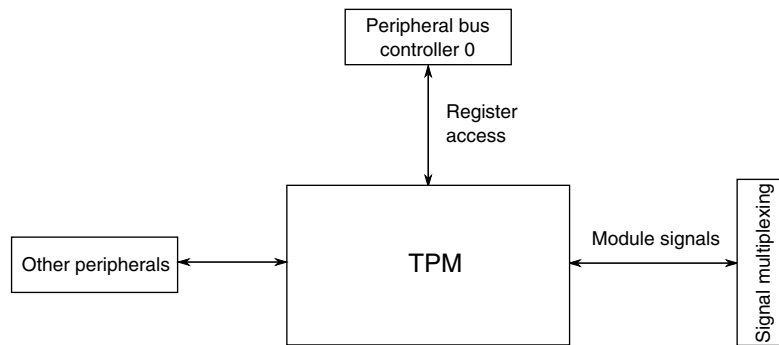 Peripheral bus
controller 0
Register
access
Signal multiplexing
Module signals
TPM
Other peripherals